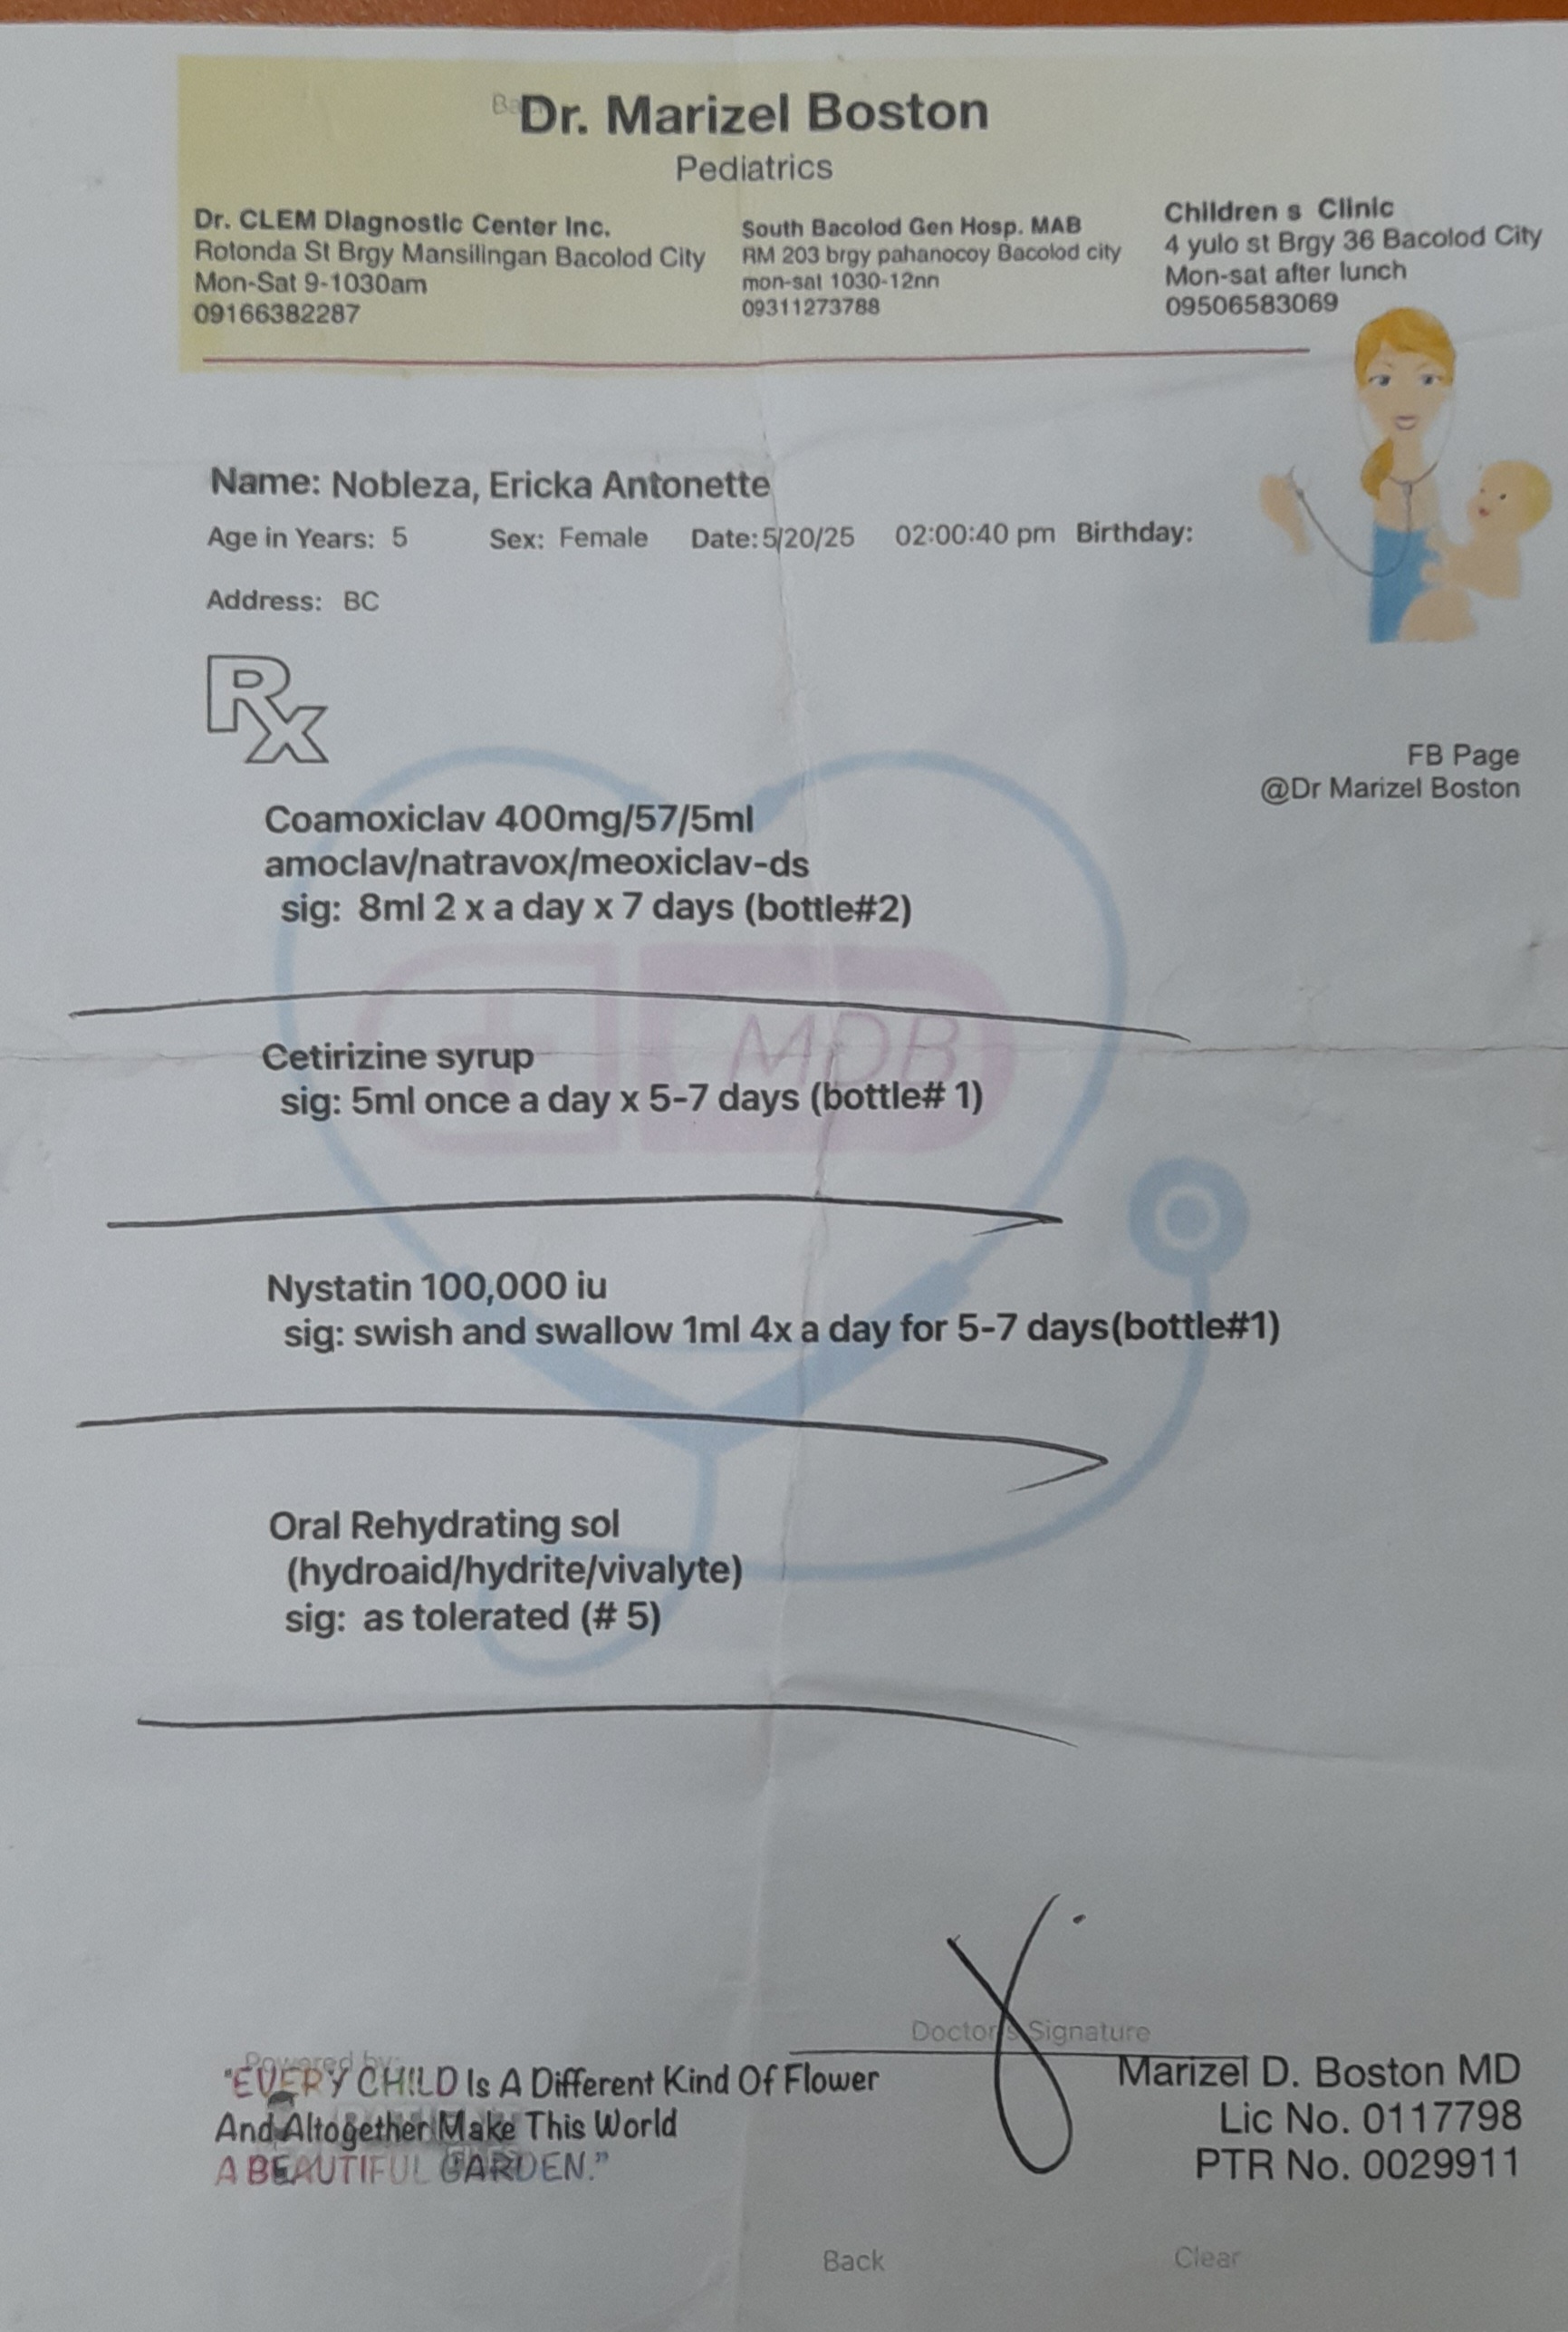 Dr. Marizel Boston
Pediatrics
Dr. CLEM Diagnostic Center Inc.
Rotonda St Brgy Mansilingan Bacolod City
Mon-Sat 9-1030am
09166382287
South Bacolod Gen Hosp. MAB
RM 203 brgy pahanocoy Bacolod city
mon-sat 1030-12nn
09311273788
Children s Clinic
4 yulo st Brgy 36 Bacolod City
Mon-sat after lunch
09506583069
Name: Nobleza, Ericka Antonette
Age in Years: 5 Sex: Female Date: 5/20/25 02:00:40 pm Birthday:
Address: BC
Rx
FB Page
@Dr Marizel Boston
Coamoxiclav 400mg/57/5ml
amoclav/natravox/meoxiclav-ds
sig: 8ml 2 x a day x 7 days (bottle#2)
MDB
Cetirizine syrup
sig: 5ml once a day x 5-7 days (bottle# 1)
Nystatin 100,000 iu
sig: swish and swallow 1ml 4x a day for 5-7 days(bottle#1)
Oral Rehydrating sol
(hydroaid/hydrite/vivalyte)
sig: as tolerated (# 5)
Doctor's Signature
Marizel D. Boston MD
Lic No. 0117798
PTR No. 0029911
Powered by:
"EVERY CHILD Is A Different Kind Of Flower
And Altogether Make This World
A BEAUTIFUL GARDEN."
Back Clear